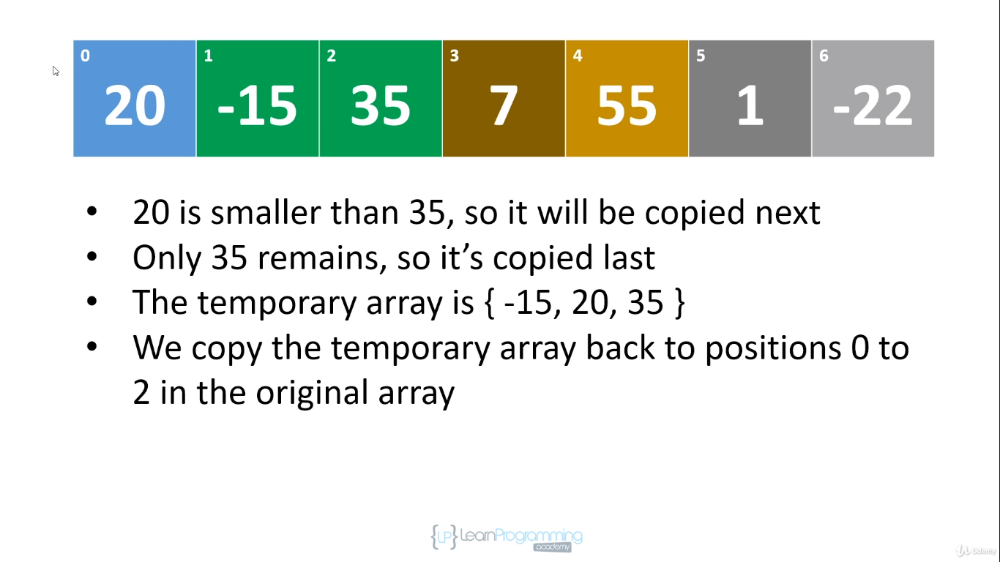 0 1 2 3 4 5 6
20 -15 35 7 55 1 -22
• 20 is smaller than 35, so it will be copied next
• Only 35 remains, so it’s copied last
• The temporary array is { -15, 20, 35 }
• We copy the temporary array back to positions 0 to
2 in the original array
{LP} LearnProgramming
.academy
Udemy